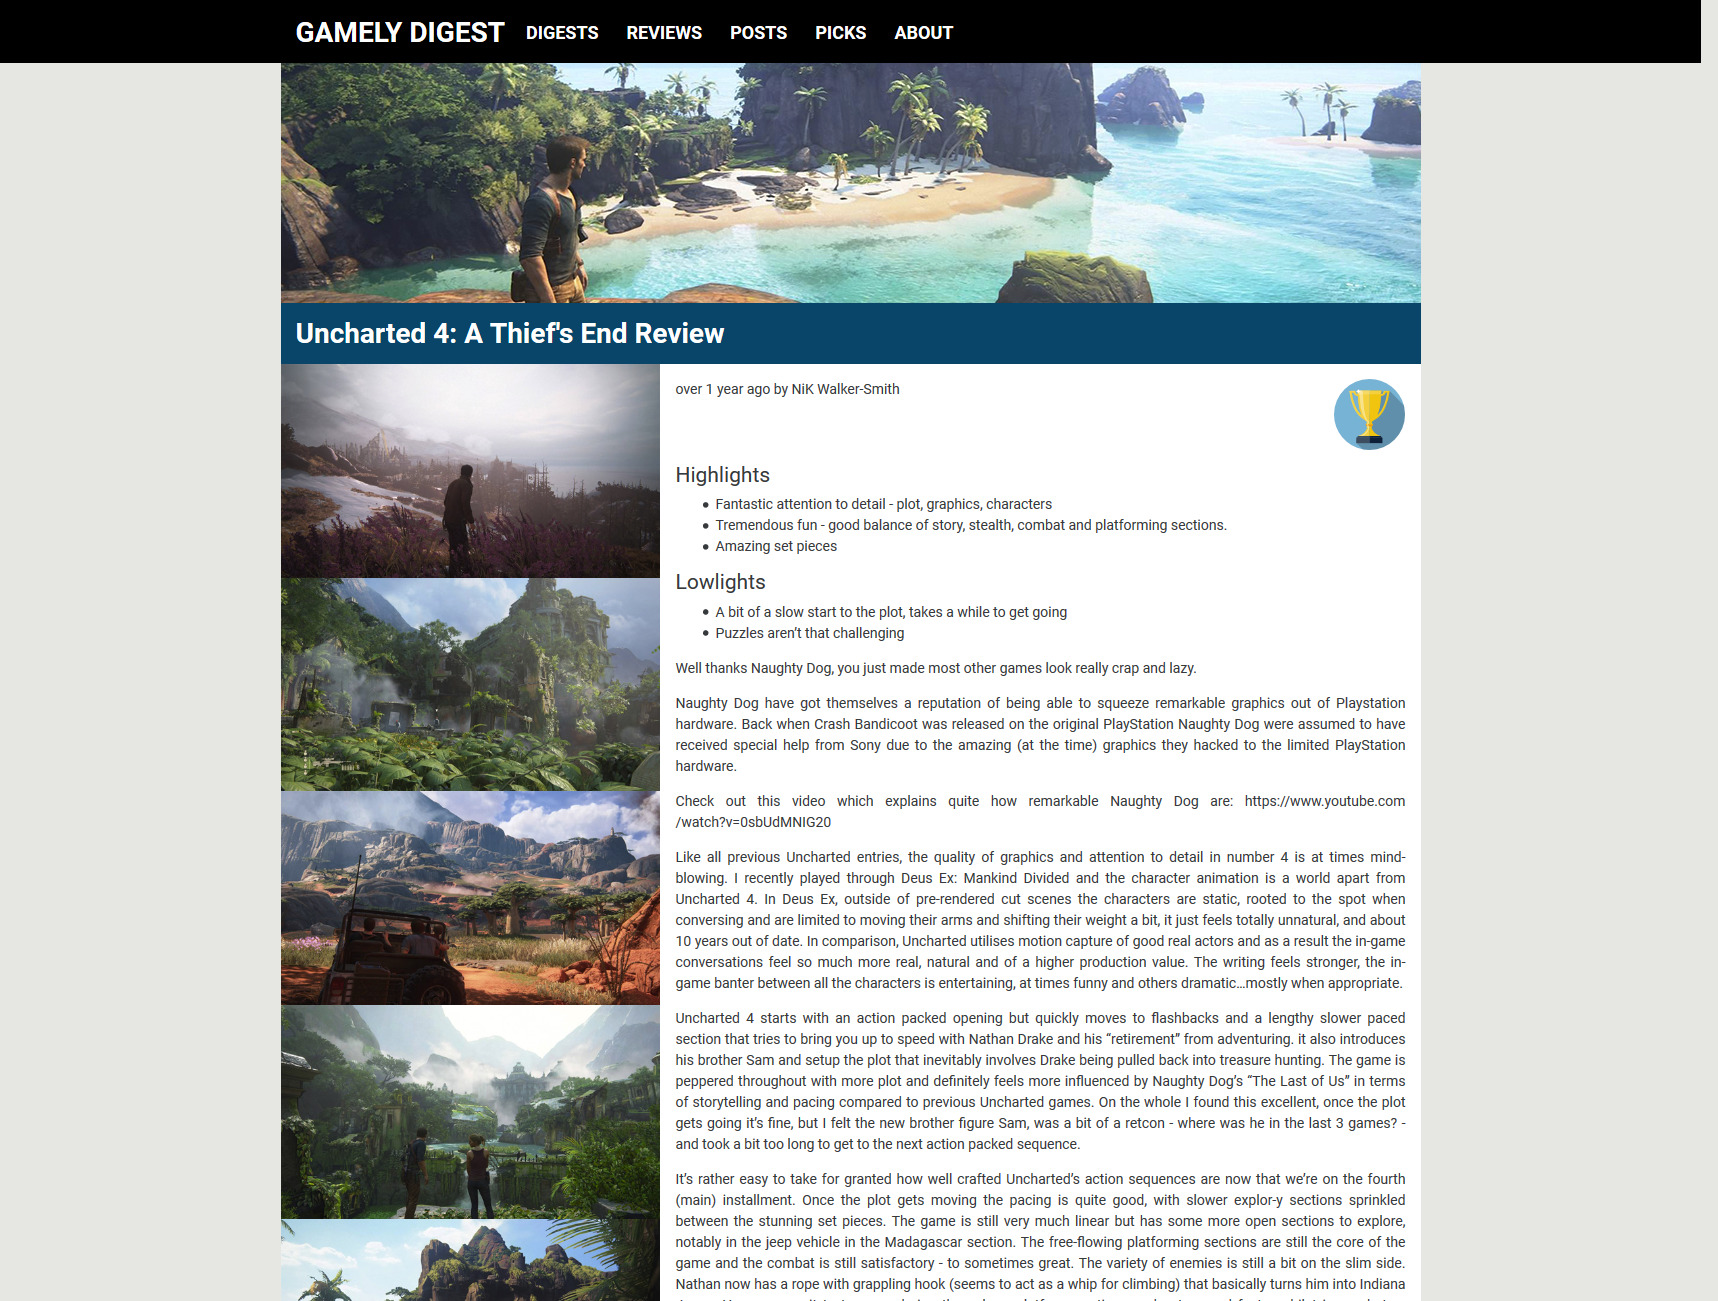 GAMELY DIGEST DIGESTS REVIEWS POSTS PICKS ABOUT
Uncharted 4: A Thief's End Review
over 1 year ago by NiK Walker-Smith
Highlights
Fantastic attention to detail - plot, graphics, characters
Tremendous fun - good balance of story, stealth, combat and platforming sections.
Amazing set pieces
Lowlights
A bit of a slow start to the plot, takes a while to get going
Puzzles aren’t that challenging
Well thanks Naughty Dog, you just made most other games look really crap and lazy.
Naughty Dog have got themselves a reputation of being able to squeeze remarkable graphics out of Playstation
hardware. Back when Crash Bandicoot was released on the original PlayStation Naughty Dog were assumed to have
received special help from Sony due to the amazing (at the time) graphics they hacked to the limited PlayStation
hardware.
Check out this video which explains quite how remarkable Naughty Dog are: https://www.youtube.com
/watch?v=0sbUdMNIG20
Like all previous Uncharted entries, the quality of graphics and attention to detail in number 4 is at times mind-
blowing. I recently played through Deus Ex: Mankind Divided and the character animation is a world apart from
Uncharted 4. In Deus Ex, outside of pre-rendered cut scenes the characters are static, rooted to the spot when
conversing and are limited to moving their arms and shifting their weight a bit, it just feels totally unnatural, and about
10 years out of date. In comparison, Uncharted utilises motion capture of good real actors and as a result the in-game
conversations feel so much more real, natural and of a higher production value. The writing feels stronger, the in-
game banter between all the characters is entertaining, at times funny and others dramatic…mostly when appropriate.
Uncharted 4 starts with an action packed opening but quickly moves to flashbacks and a lengthy slower paced
section that tries to bring you up to speed with Nathan Drake and his “retirement” from adventuring. it also introduces
his brother Sam and setup the plot that inevitably involves Drake being pulled back into treasure hunting. The game is
peppered throughout with more plot and definitely feels more influenced by Naughty Dog’s “The Last of Us” in terms
of storytelling and pacing compared to previous Uncharted games. On the whole I found this excellent, once the plot
gets going it’s fine, but I felt the new brother figure Sam, was a bit of a retcon - where was he in the last 3 games? -
and took a bit too long to get to the next action packed sequence.
It’s rather easy to take for granted how well crafted Uncharted’s action sequences are now that we’re on the fourth
(main) installment. Once the plot gets moving the pacing is quite good, with slower explor-y sections sprinkled
between the stunning set pieces. The game is still very much linear but has some more open sections to explore,
notably in the jeep vehicle in the Madagascar section. The free-flowing platforming sections are still the core of the
game and the combat is still satisfactory - to sometimes great. The variety of enemies is still a bit on the slim side.
Nathan now has a rope with grappling hook (seems to act as a whip for climbing) that basically turns him into Indiana